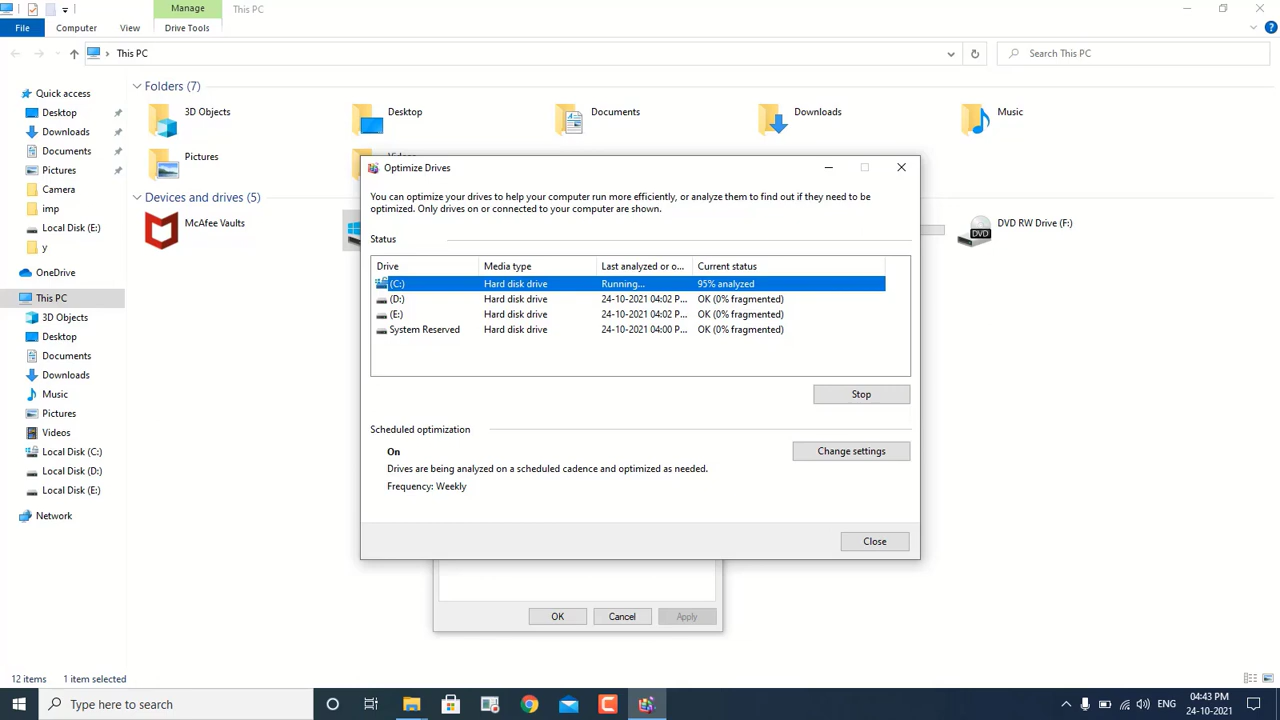 Manage
This PC
File
Computer
View
Drive Tools
This PC
Search This PC
Quick access
Desktop
Downloads
Documents
Pictures
Camera
imp
Local Disk (E:)
y
OneDrive
This PC
3D Objects
Desktop
Documents
Downloads
Music
Pictures
Videos
Local Disk (C:)
Local Disk (D:)
Local Disk (E:)
Network
Folders (7)
3D Objects
Desktop
Documents
Downloads
Music
Pictures
Devices and drives (5)
McAfee Vaults
DVD RW Drive (F:)
DVD
Optimize Drives
You can optimize your drives to help your computer run more efficiently, or analyze them to find out if they need to be
optimized. Only drives on or connected to your computer are shown.
Status
Drive Media type Last analyzed or o... Current status
(C:) Hard disk drive Running... 95% analyzed
(D:) Hard disk drive 24-10-2021 04:02 P... OK (0% fragmented)
(E:) Hard disk drive 24-10-2021 04:02 P... OK (0% fragmented)
System Reserved Hard disk drive 24-10-2021 04:00 P... OK (0% fragmented)
Stop
Scheduled optimization
On
Change settings
Drives are being analyzed on a scheduled cadence and optimized as needed.
Frequency: Weekly
Close
OK
Cancel
Apply
12 items
1 item selected
Type here to search
ENG
04:43 PM
24-10-2021